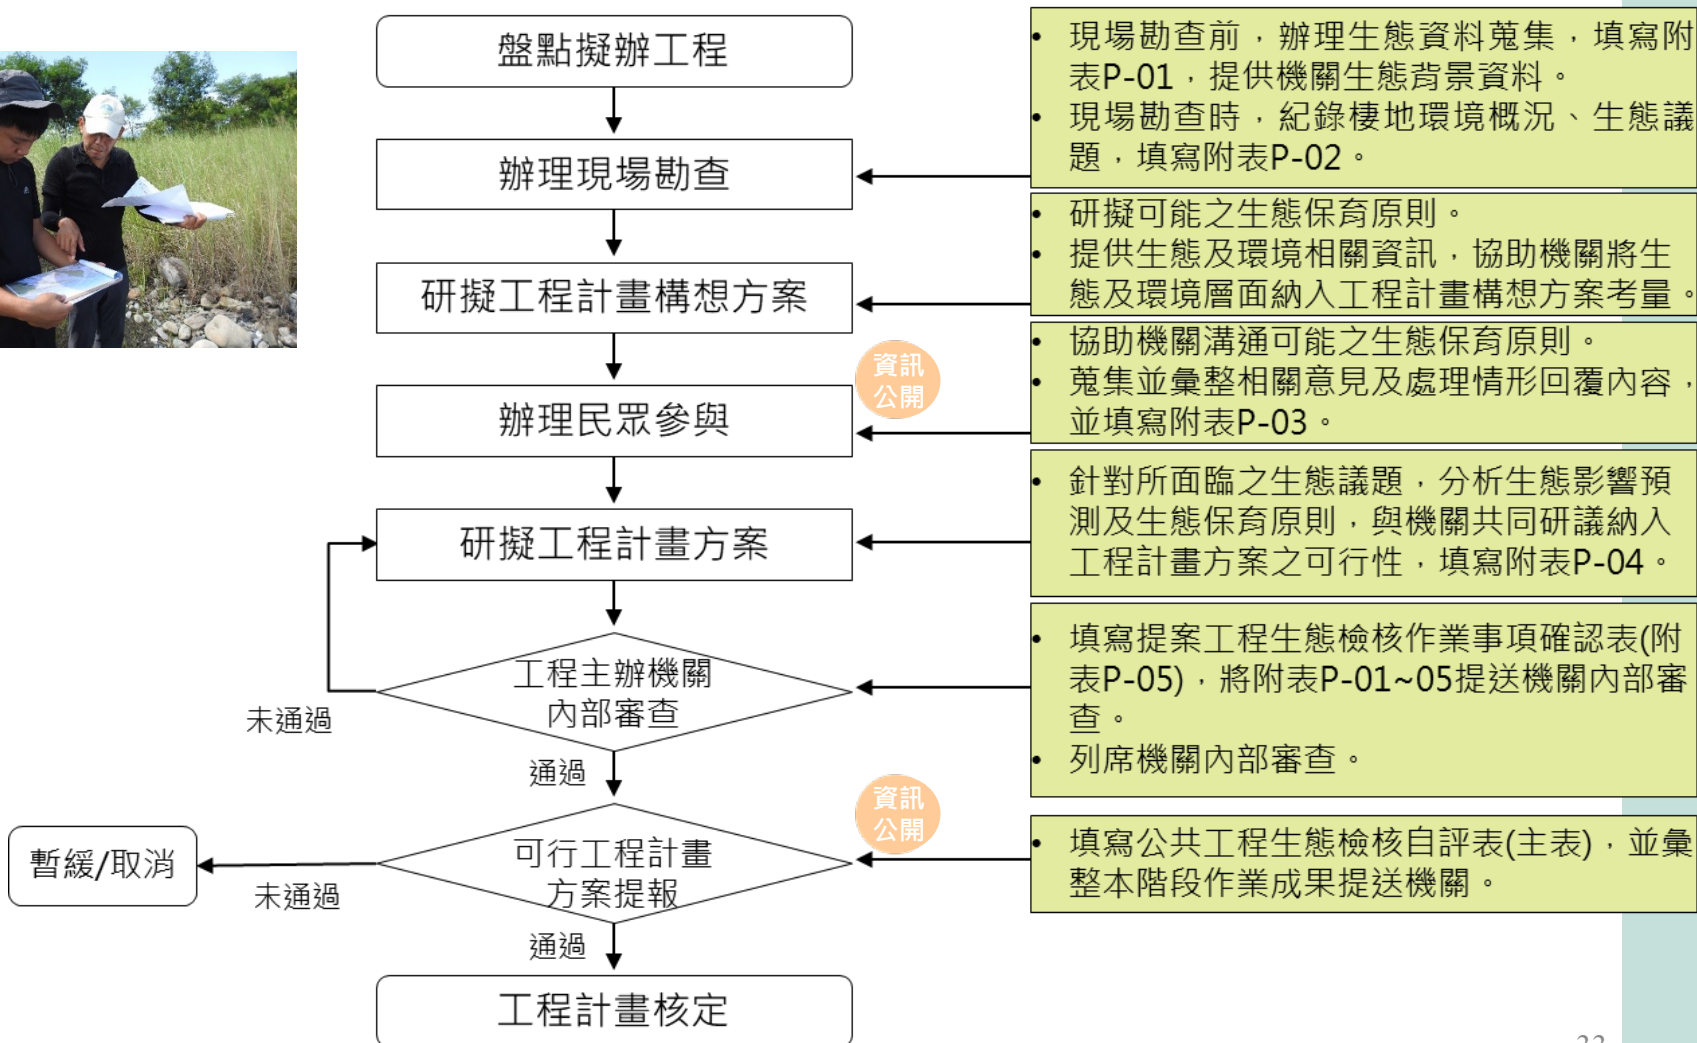 盤點擬辦工程
辦理現場勘查
研擬工程計畫構想方案
資訊
公開
辦理民眾參與
研擬工程計畫方案
工程主辦機關
內部審查
未通過
通過
資訊
公開
可行工程計畫
方案提報
暫緩/取消
未通過
通過
工程計畫核定
• 現場勘查前，辦理生態資料蒐集，填寫附
表P-01，提供機關生態背景資料。
• 現場勘查時，紀錄棲地環境概況、生態議
題，填寫附表P-02。
• 研擬可能之生態保育原則。
• 提供生態及環境相關資訊，協助機關將生
態及環境層面納入工程計畫構想方案考量。
• 協助機關溝通可能之生態保育原則。
• 蒐集並彙整相關意見及處理情形回覆內容，
並填寫附表P-03。
• 針對所面臨之生態議題，分析生態影響預
測及生態保育原則，與機關共同研議納入
工程計畫方案之可行性，填寫附表P-04。
• 填寫提案工程生態檢核作業事項確認表(附
表P-05)，將附表P-01~05提送機關內部審
查。
• 列席機關內部審查。
• 填寫公共工程生態檢核自評表(主表)，並彙
整本階段作業成果提送機關。